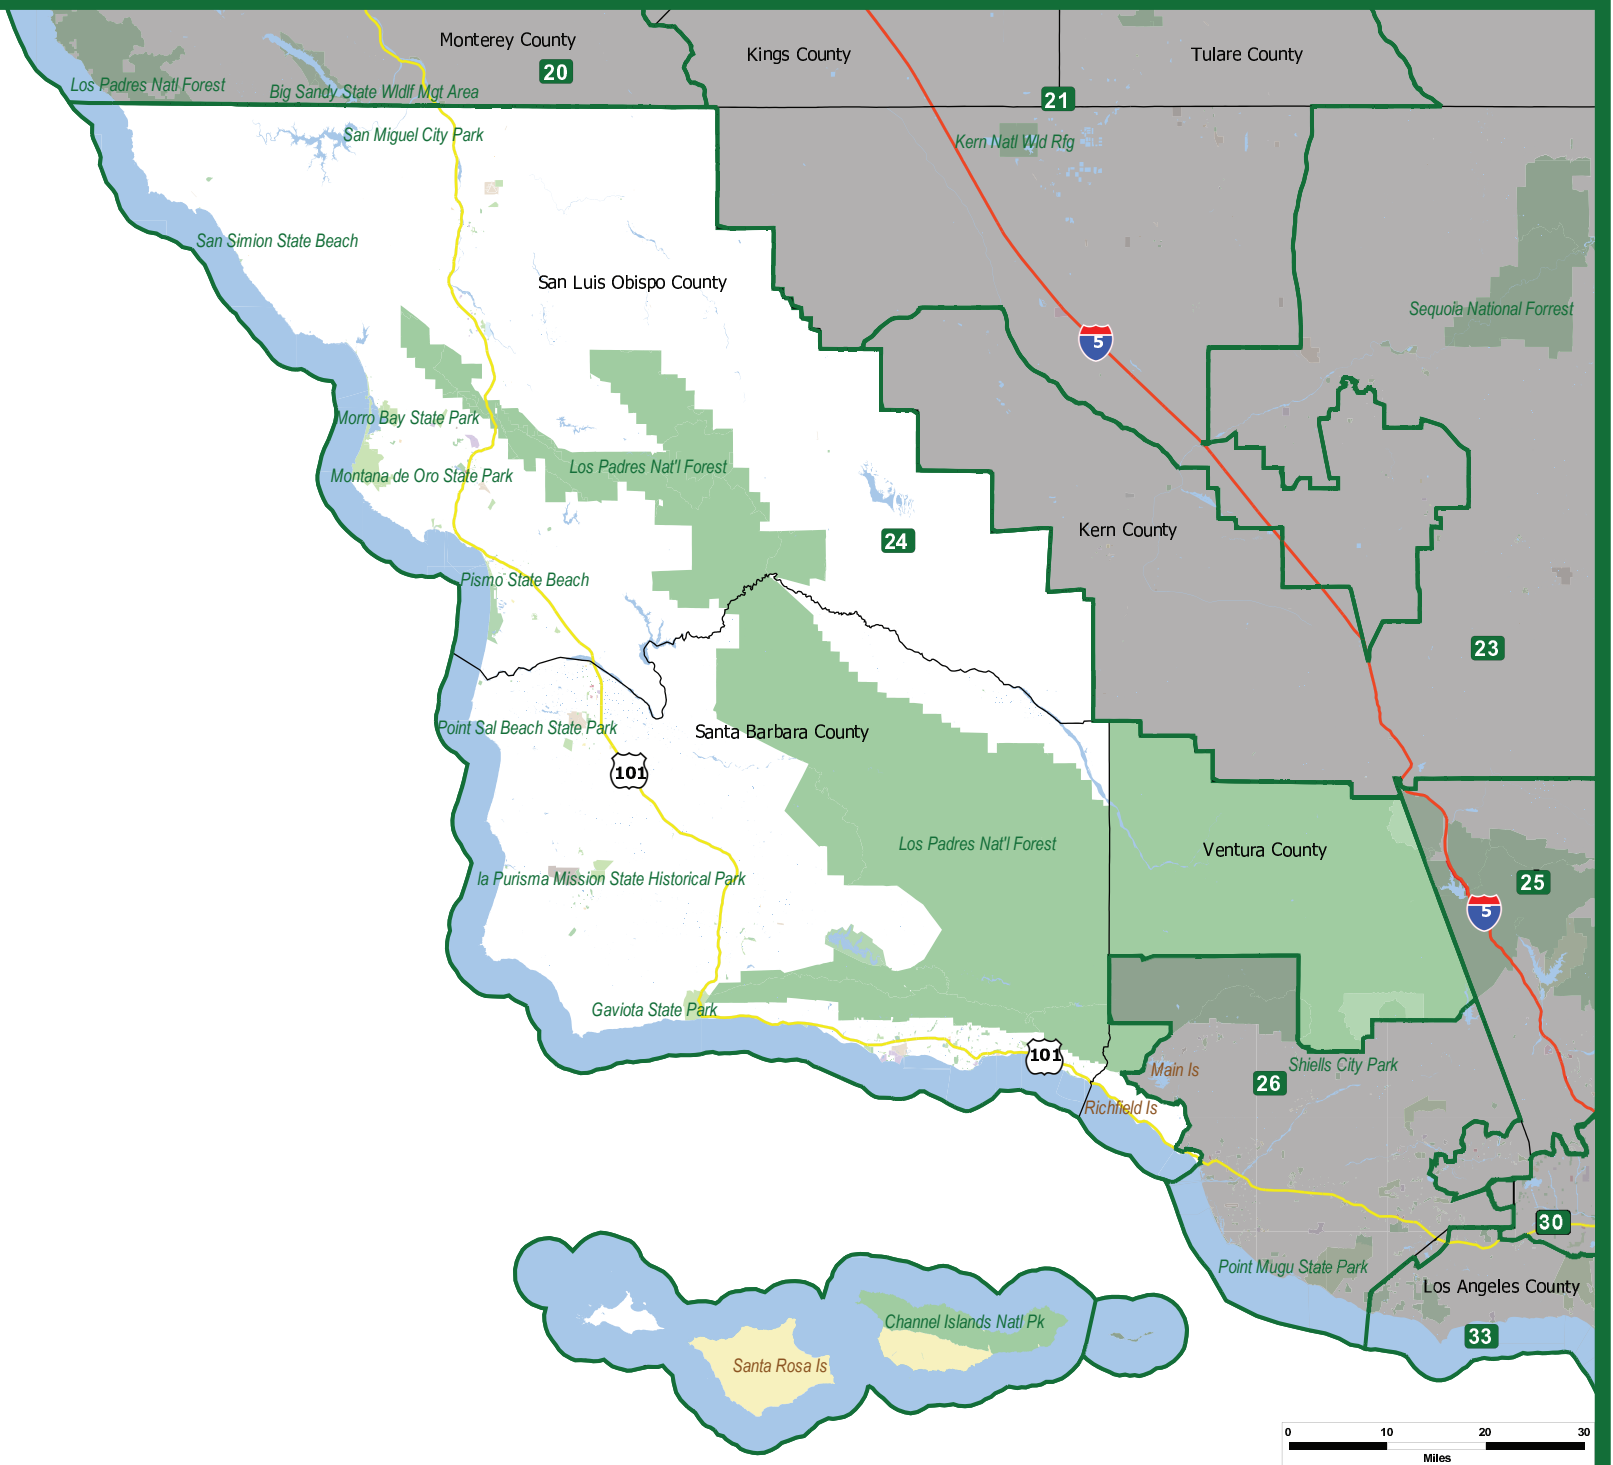 Monterey County
Kings County
Tulare County
20
Los Padres Natl Forest
Big Sandy State Wldlf Mgt Area
21
San Miguel City Park
Kern Natl Wld Rfg
San Simion State Beach
San Luis Obispo County
Sequoia National Forrest
5
Morro Bay State Park
Los Padres Nat'l Forest
Montana de Oro State Park
24
Kern County
Pismo State Beach
23
Point Sal Beach State Park
Santa Barbara County
101
Los Padres Nat'l Forest
Ventura County
la Purisma Mission State Historical Park
25
5
Gaviota State Park
101
Main Is
Shiells City Park
26
Richfield Is
30
Point Mugu State Park
Los Angeles County
Channel Islands Natl Pk
33
Santa Rosa Is
0 10 20 30
Miles